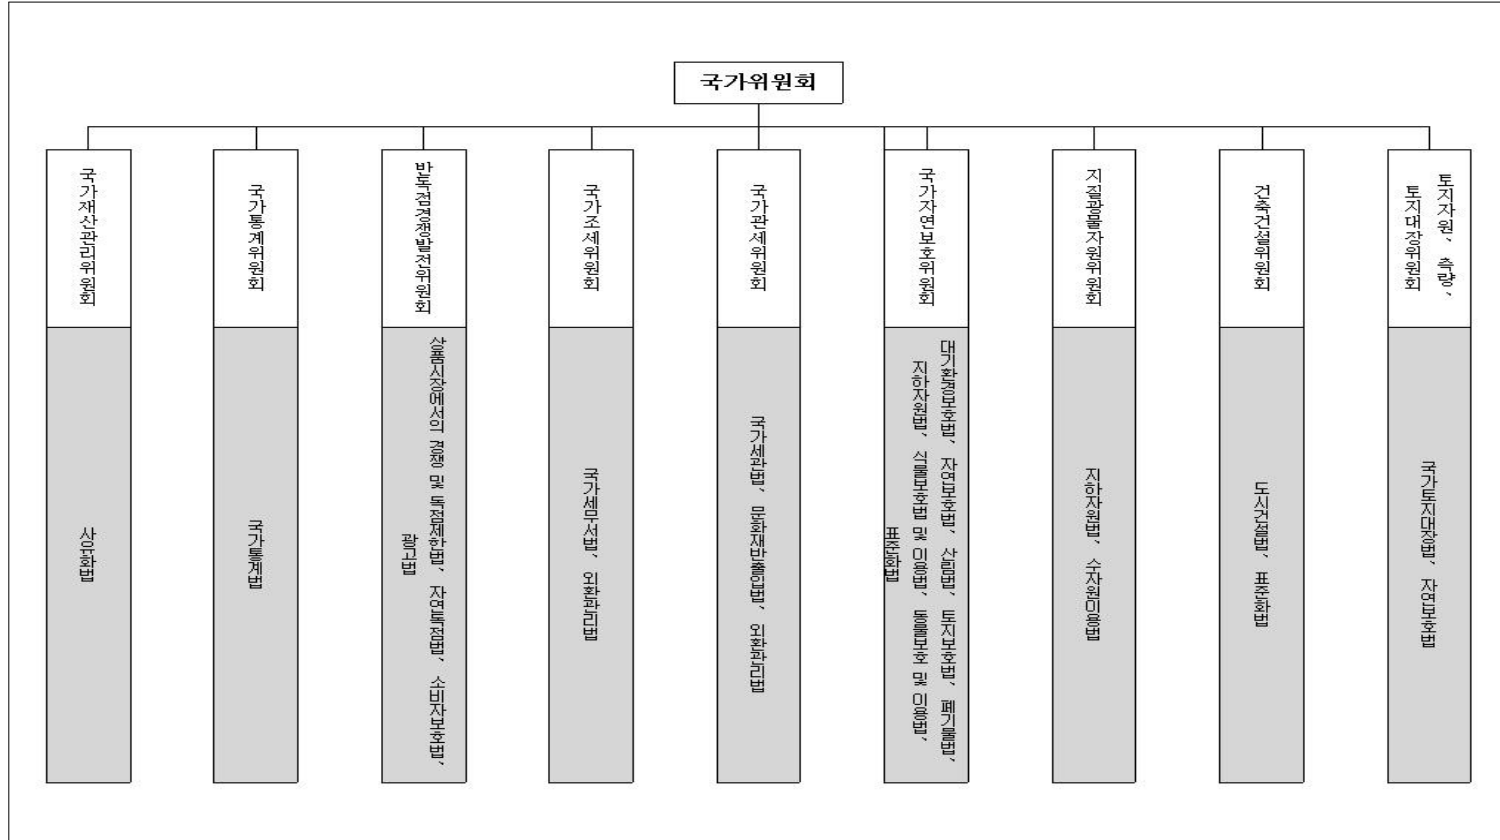 국가위원회
국가재산관리위원회
사유화법
국가통계위원회
국가통계법
반독점경쟁발전위원회
상품시장에서의 경쟁 및 독점제한법, 자연독점법, 소비자보호법,
광고법
국가조세위원회
국가세무서법, 외환관리법
국가관세위원회
국가세관법, 문화재반출입법, 외환관리법
국가자연보호위원회
대기환경보호법, 자연보호법, 산림법, 토지보호법, 폐기물법,
지하자원법, 식물보호법 및 이용법, 동물보호 및 이용법,
표준화법
지질광물자원위원회
지하자원법, 수자원이용법
건축건설위원회
도시건설법, 표준화법
토지자원, 측량,
토지대장위원회
국가토지대장법, 자연보호법